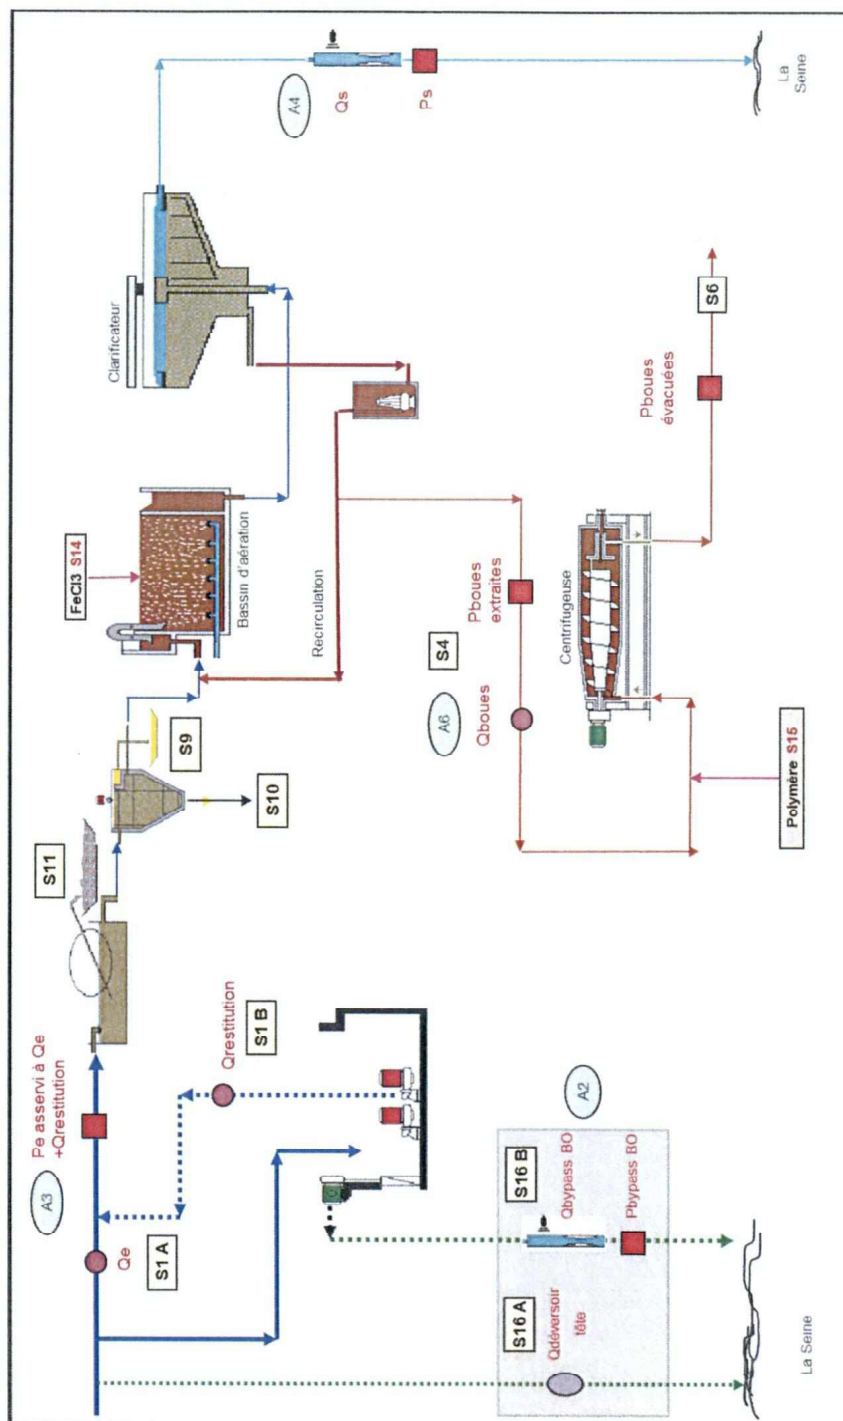 A3
Pe asservi à Qe
+Qrestitution
Qe
S1 A
Qrestitution
S1 B
S11
S10
S9
FeCl3 S14
Bassin d'aération
Recirculation
Clarificateur
A4
Qs
Ps
La
Seine
S16 A
Qdéversoir
tête
S16 B
Qbypass BO
Pbypass BO
A2
La Seine
A6
S4
Qboues
Pboues
extraites
Centrifugeuse
Polymère S15
Pboues
évacuées
S6